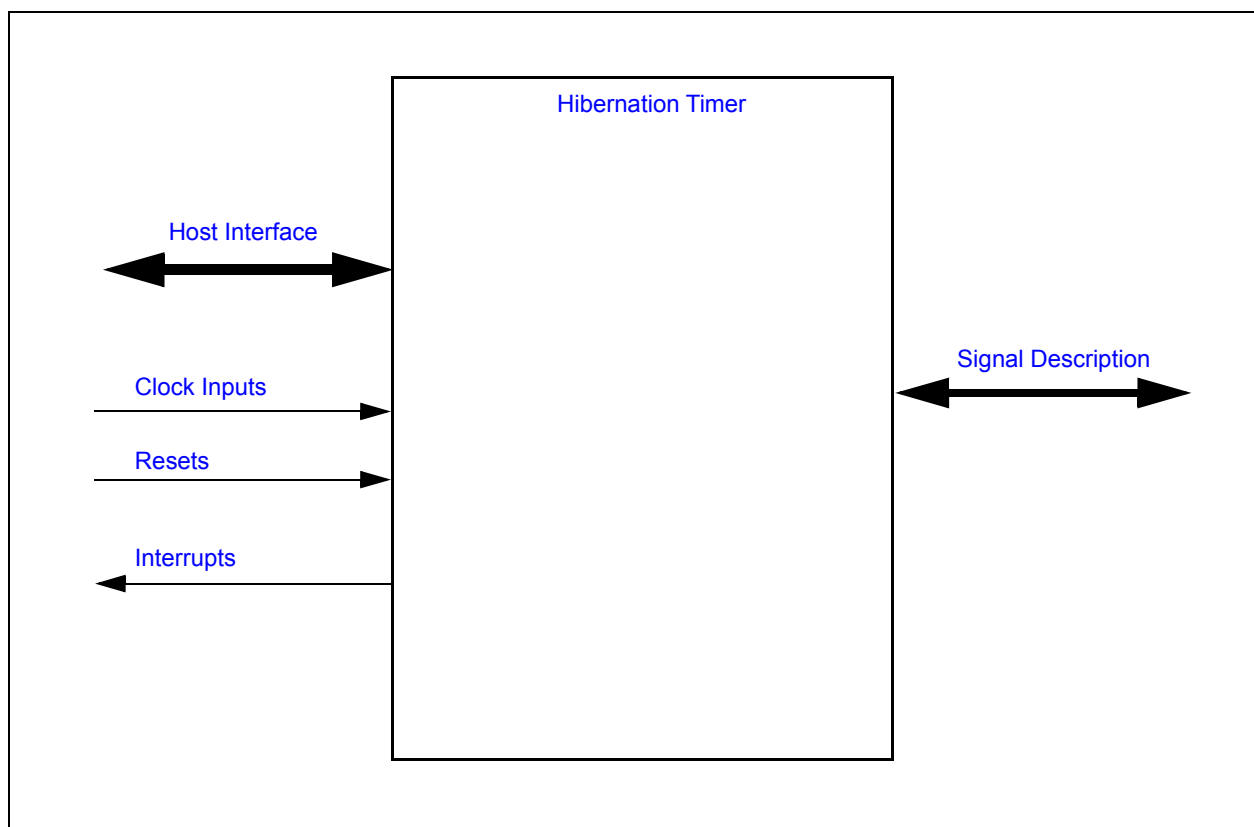 Hibernation Timer
Host Interface
Signal Description
Clock Inputs
Resets
Interrupts